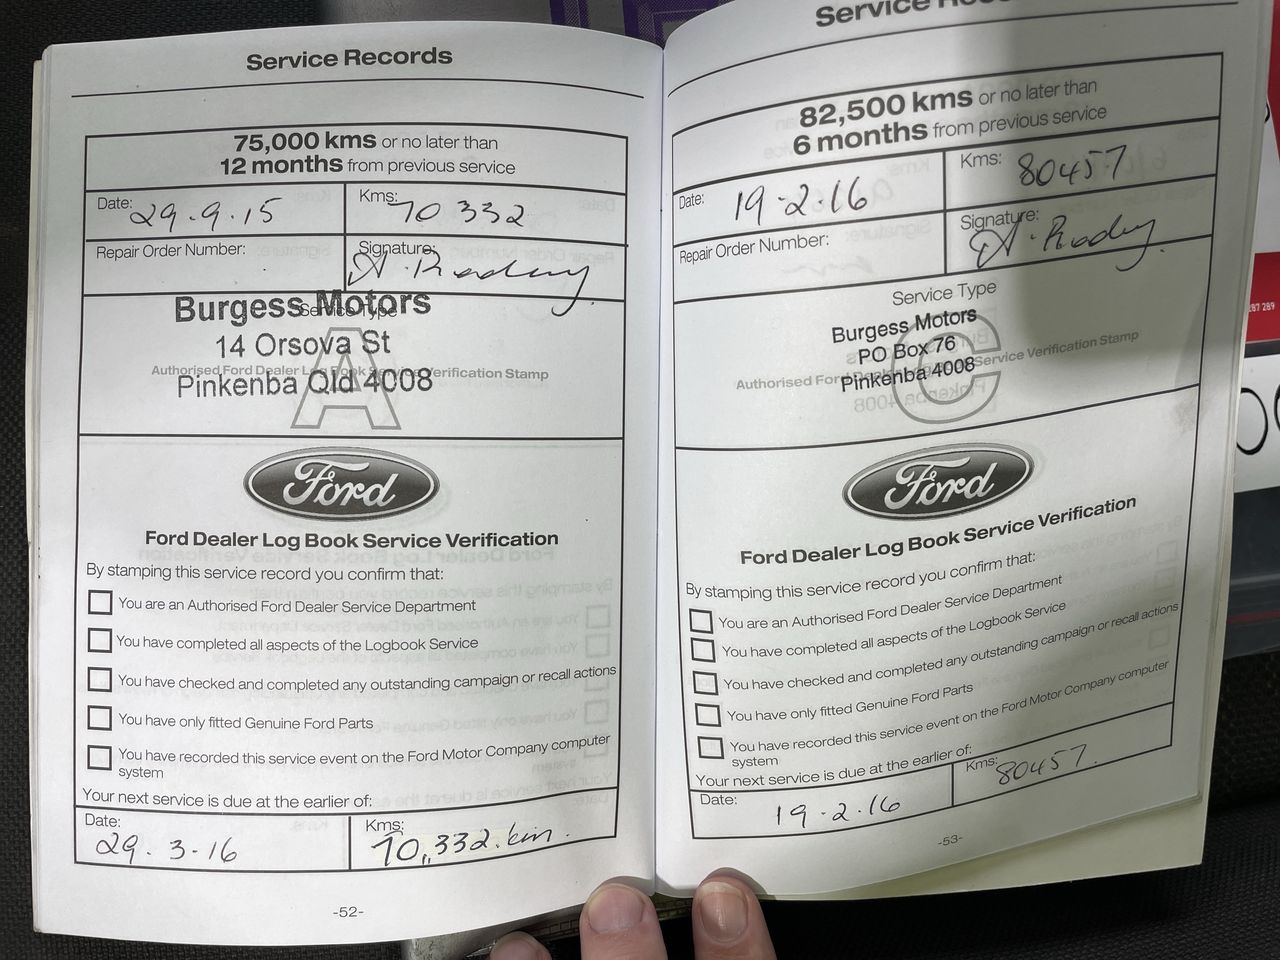 Service Records
75,000 kms or no later than
12 months from previous service
Date: 29.9.15 Kms: 70 332
Repair Order Number: Signature:
Service Type
Burgess Motors
14 Orsova St
Pinkenba Qld 4008
Authorised Ford Dealer Log Book Service Verification Stamp
A
Ford
Ford Dealer Log Book Service Verification
By stamping this service record you confirm that:
You are an Authorised Ford Dealer Service Department
You have completed all aspects of the Logbook Service
You have checked and completed any outstanding campaign or recall actions
You have only fitted Genuine Ford Parts
You have recorded this service event on the Ford Motor Company computer
system
Your next service is due at the earlier of:
Date: 29.3.16 Kms: 70,332.km.
-52-
Service
82,500 kms or no later than
6 months from previous service
Date: 19.2.16 Kms: 80457
Repair Order Number: Signature:
Service Type
Burgess Motors
PO Box 76
Pinkenba 4008
Authorised Ford Service Verification Stamp
C
Ford
Ford Dealer Log Book Service Verification
By stamping this service record you confirm that:
You are an Authorised Ford Dealer Service Department
You have completed all aspects of the Logbook Service
You have checked and completed any outstanding campaign or recall actions
You have only fitted Genuine Ford Parts
You have recorded this service event on the Ford Motor Company computer
system
Your next service is due at the earlier of:
Date: 19.2.16 Kms: 80457.
-53-
287 289